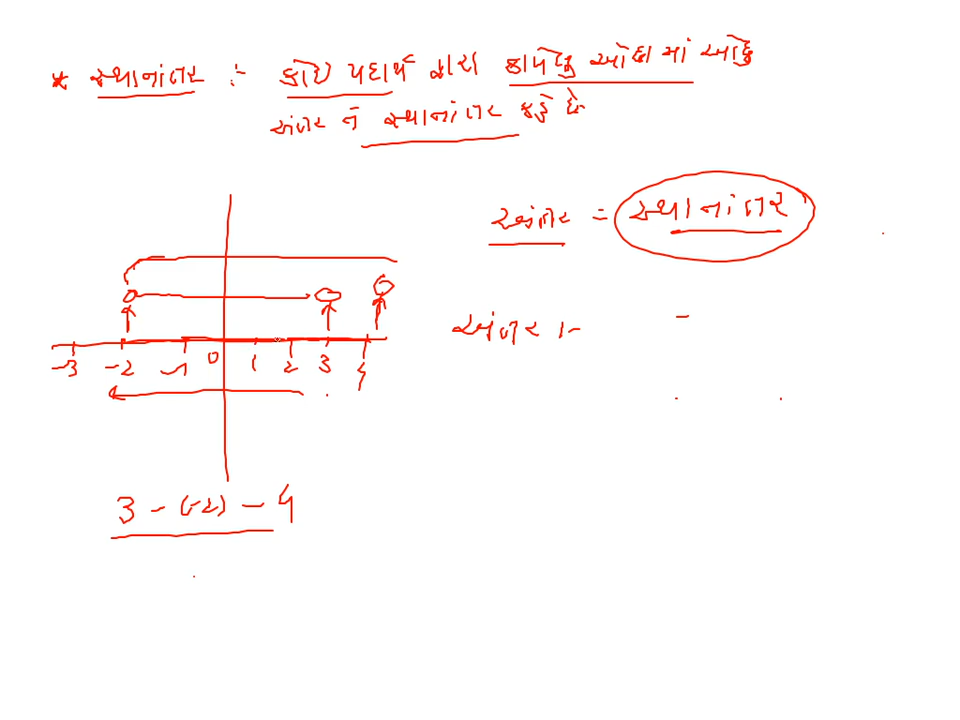 * સ્થાનાંતર :- કોઇ પદાર્થ દ્વારા કાપેલુ ઓછા માં ઓછુ
અંતર ને સ્થાનાંતર કહે છે
અંતર = સ્થાનાંતર
અંતર :-
-3 -2 -1 0 1 2 3 4
3 - (-2) - 4